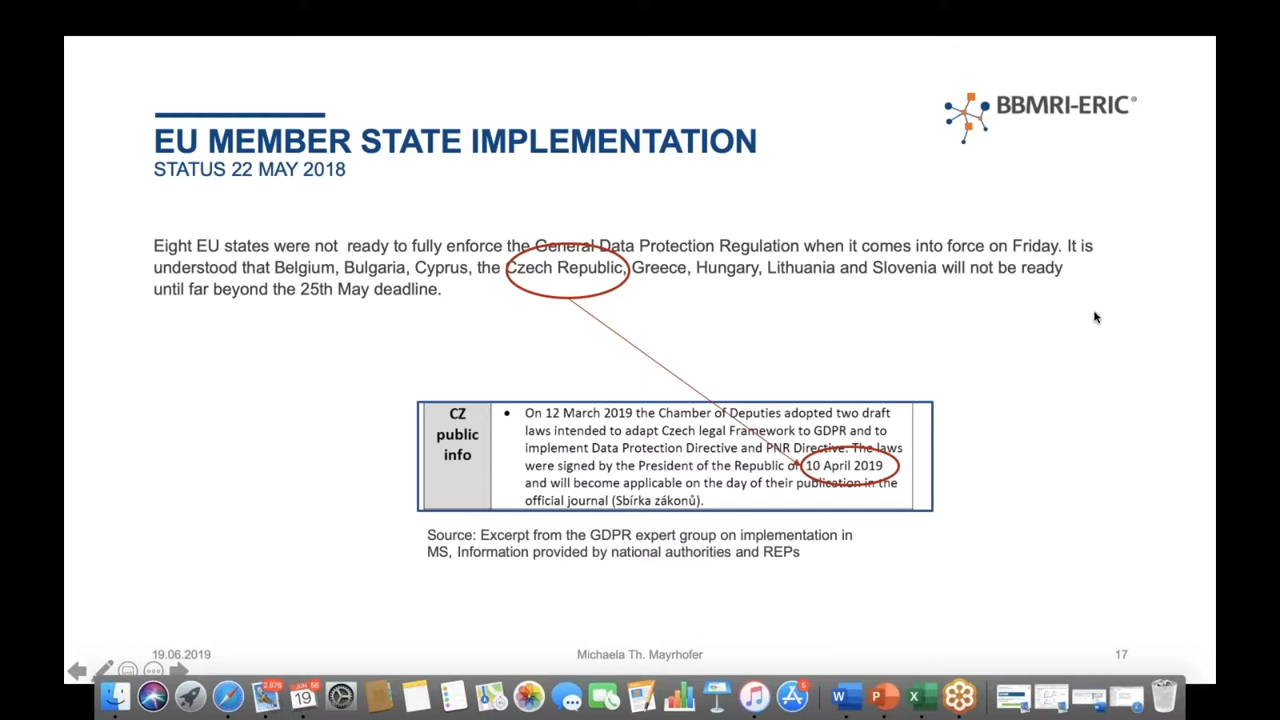 BBMRI-ERIC®
EU MEMBER STATE IMPLEMENTATION
STATUS 22 MAY 2018
Eight EU states were not ready to fully enforce the General Data Protection Regulation when it comes into force on Friday. It is
understood that Belgium, Bulgaria, Cyprus, the Czech Republic, Greece, Hungary, Lithuania and Slovenia will not be ready
until far beyond the 25th May deadline.
CZ
public
info
• On 12 March 2019 the Chamber of Deputies adopted two draft
laws intended to adapt Czech legal Framework to GDPR and to
implement Data Protection Directive and PNR Directive. The laws
were signed by the President of the Republic of 10 April 2019
and will become applicable on the day of their publication in the
official journal (Sbírka zákonů).
Source: Excerpt from the GDPR expert group on implementation in
MS, Information provided by national authorities and REPs
19.06.2019
Michaela Th. Mayrhofer
17
2,876
JUN 56
19
6
W
P
X